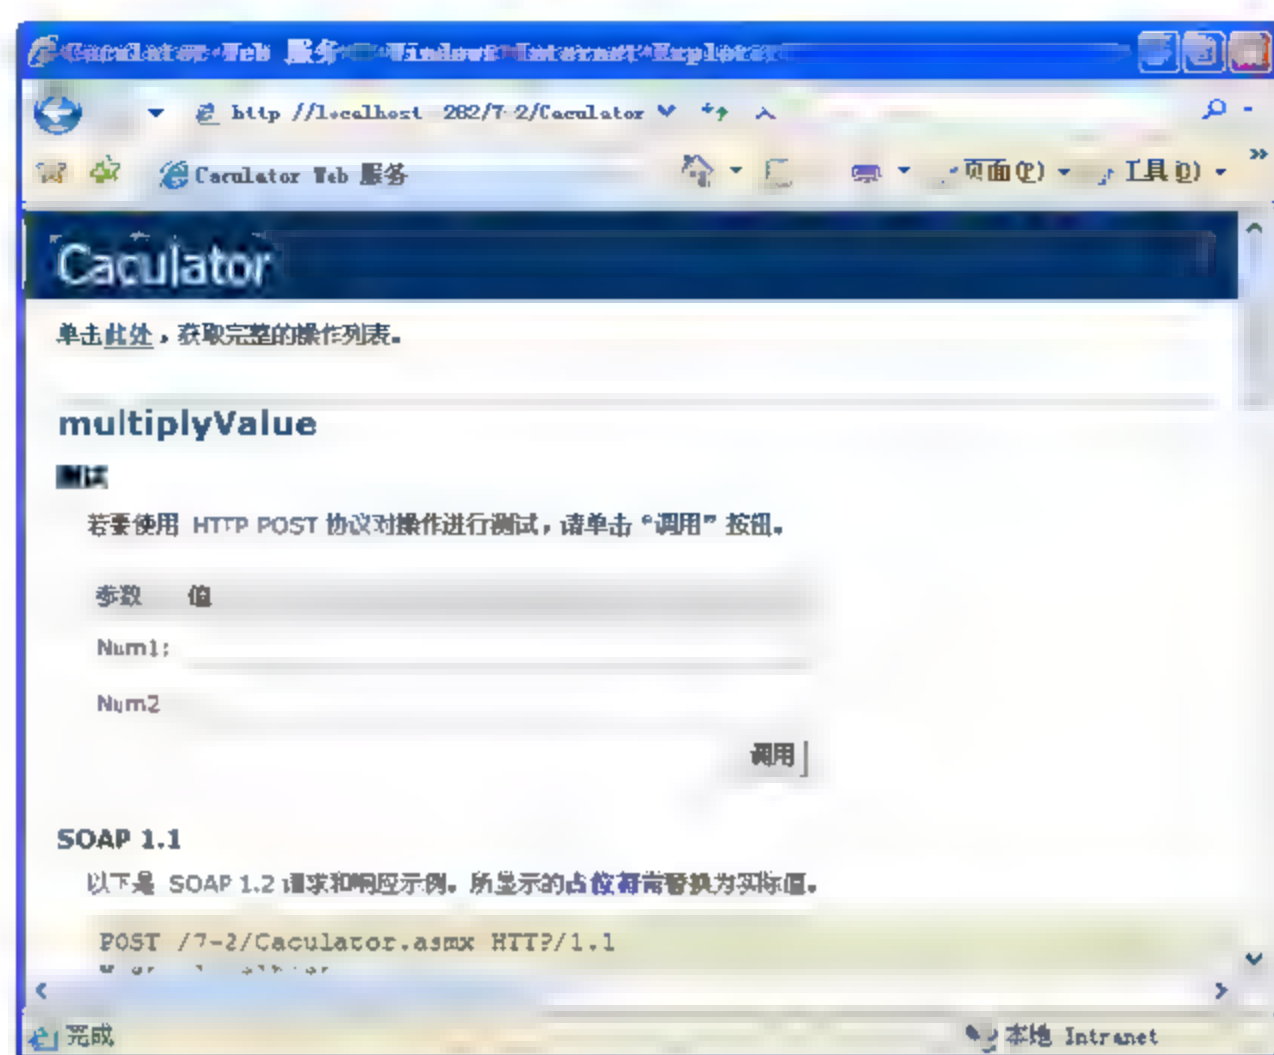 Caculator Web 服务 - Windows Internet Explorer
http //localhost 282/7-2/Caculator
Caculator Web 服务
页面(P)
工具(O)
Caculator
单击此处，获取完整的操作列表。
multiplyValue
测试
若要使用 HTTP POST 协议对操作进行测试，请单击“调用”按钮。
参数 值
Num1:
Num2
调用
SOAP 1.1
以下是 SOAP 1.2 请求和响应示例。所显示的占位符需替换为实际值。
POST /7-2/Caculator.asmx HTTP/1.1
完成
本地 Intranet